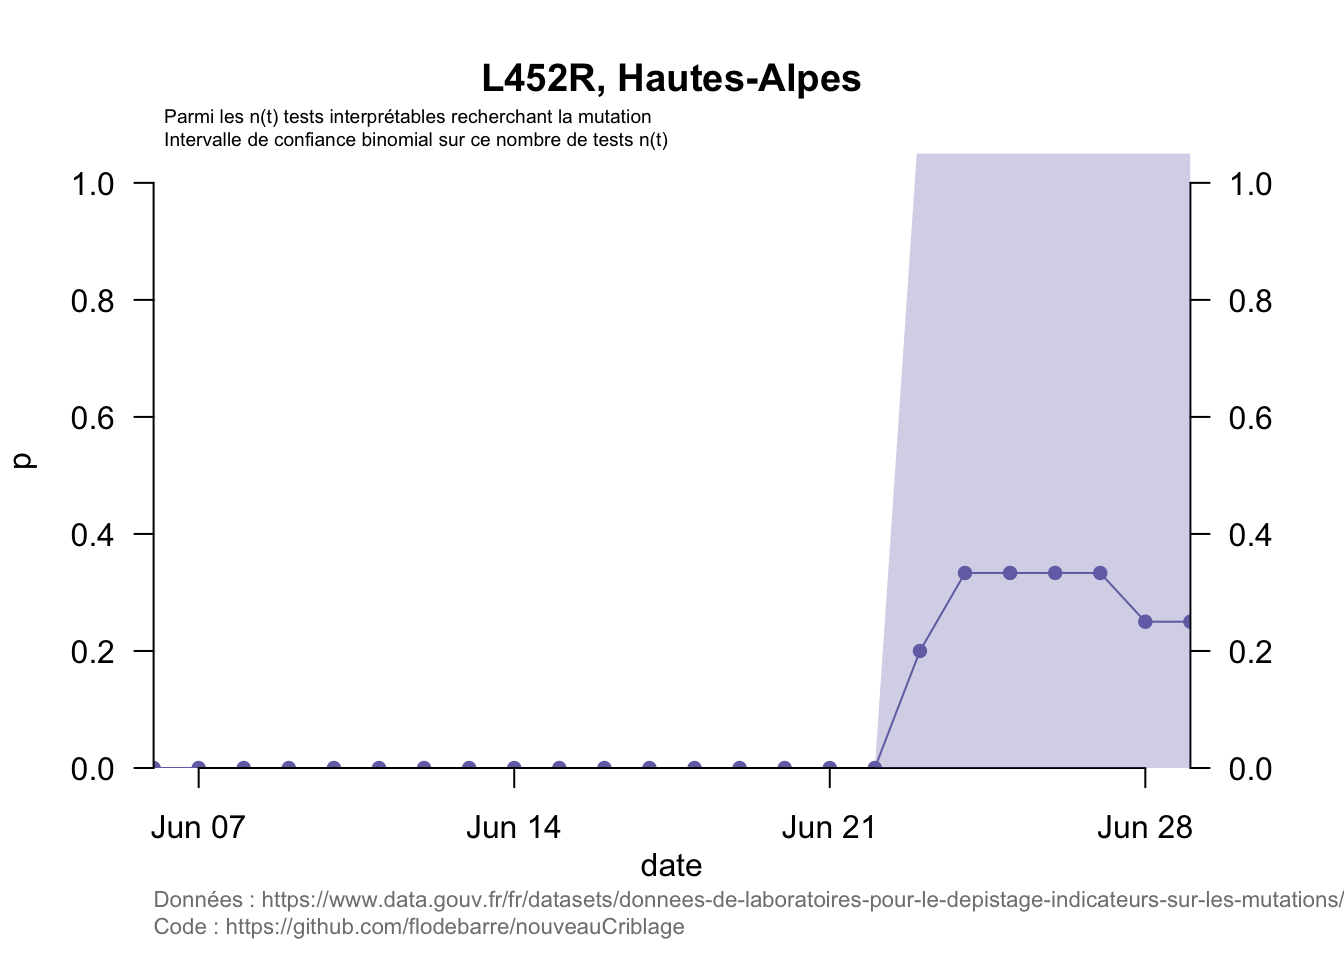 L452R, Hautes-Alpes
Parmi les n(t) tests interprétables recherchant la mutation
Intervalle de confiance binomial sur ce nombre de tests n(t)
1.0
0.8
0.6
0.4
0.2
0.0
p
1.0
0.8
0.6
0.4
0.2
0.0
Jun 07 Jun 14 Jun 21 Jun 28
date
Données : https://www.data.gouv.fr/fr/datasets/donnees-de-laboratoires-pour-le-depistage-indicateurs-sur-les-mutations/
Code : https://github.com/flodebarre/nouveauCriblage